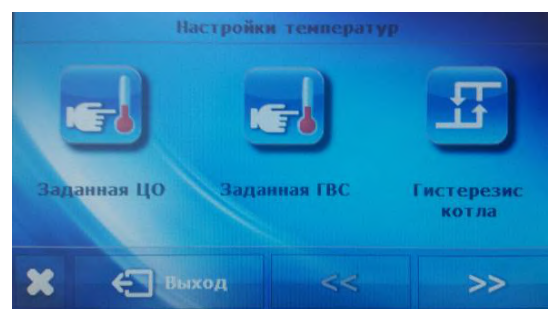 Настройки температур
Заданная ЦО
Заданная ГВС
Гистерезис
котла
Выход
<<
>>